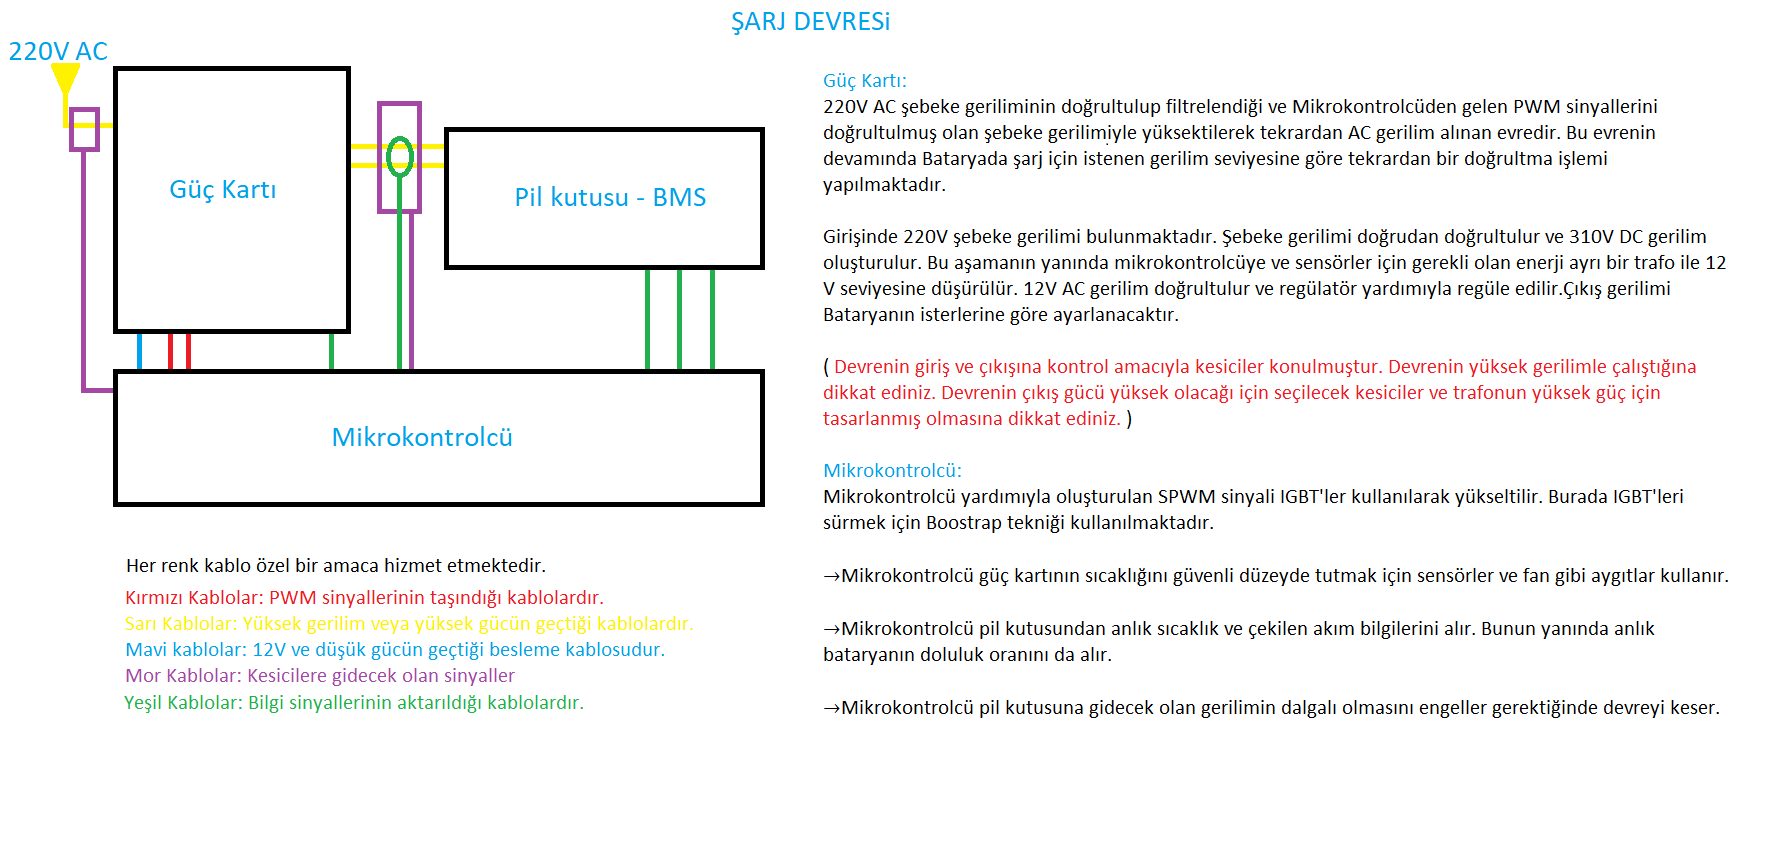 ŞARJ DEVRESi
220V AC
Güç Kartı
Pil kutusu - BMS
Mikrokontrolcü
Her renk kablo özel bir amaca hizmet etmektedir.
Kırmızı Kablolar: PWM sinyallerinin taşındığı kablolardır.
Sarı Kablolar: Yüksek gerilim veya yüksek gücün geçtiği kablolardır.
Mavi kablolar: 12V ve düşük gücün geçtiği besleme kablosudur.
Mor Kablolar: Kesicilere gidecek olan sinyaller
Yeşil Kablolar: Bilgi sinyallerinin aktarıldığı kablolardır.
Güç Kartı:
220V AC şebeke geriliminin doğrultulup filtrelendiği ve Mikrokontrolcüden gelen PWM sinyallerini
doğrultulmuş olan şebeke gerilimiyle yüksektilerek tekrardan AC gerilim alınan evredir. Bu evrenin
devamında Bataryada şarj için istenen gerilim seviyesine göre tekrardan bir doğrultma işlemi
yapılmaktadır.
Girişinde 220V şebeke gerilimi bulunmaktadır. Şebeke gerilimi doğrudan doğrultulur ve 310V DC gerilim
oluşturulur. Bu aşamanın yanında mikrokontrolcüye ve sensörler için gerekli olan enerji ayrı bir trafo ile 12
V seviyesine düşürülür. 12V AC gerilim doğrultulur ve regülatör yardımıyla regüle edilir.Çıkış gerilimi
Bataryanın isterlerine göre ayarlanacaktır.
( Devrenin giriş ve çıkışına kontrol amacıyla kesiciler konulmuştur. Devrenin yüksek gerilimle çalıştığına
dikkat ediniz. Devrenin çıkış gücü yüksek olacağı için seçilecek kesiciler ve trafonun yüksek güç için
tasarlanmış olmasına dikkat ediniz. )
Mikrokontrolcü:
Mikrokontrolcü yardımıyla oluşturulan SPWM sinyali IGBT'ler kullanılarak yükseltilir. Burada IGBT'leri
sürmek için Boostrap tekniği kullanılmaktadır.
→Mikrokontrolcü güç kartının sıcaklığını güvenli düzeyde tutmak için sensörler ve fan gibi aygıtlar kullanır.
→Mikrokontrolcü pil kutusundan anlık sıcaklık ve çekilen akım bilgilerini alır. Bunun yanında anlık
bataryanın doluluk oranını da alır.
→Mikrokontrolcü pil kutusuna gidecek olan gerilimin dalgalı olmasını engeller gerektiğinde devreyi keser.